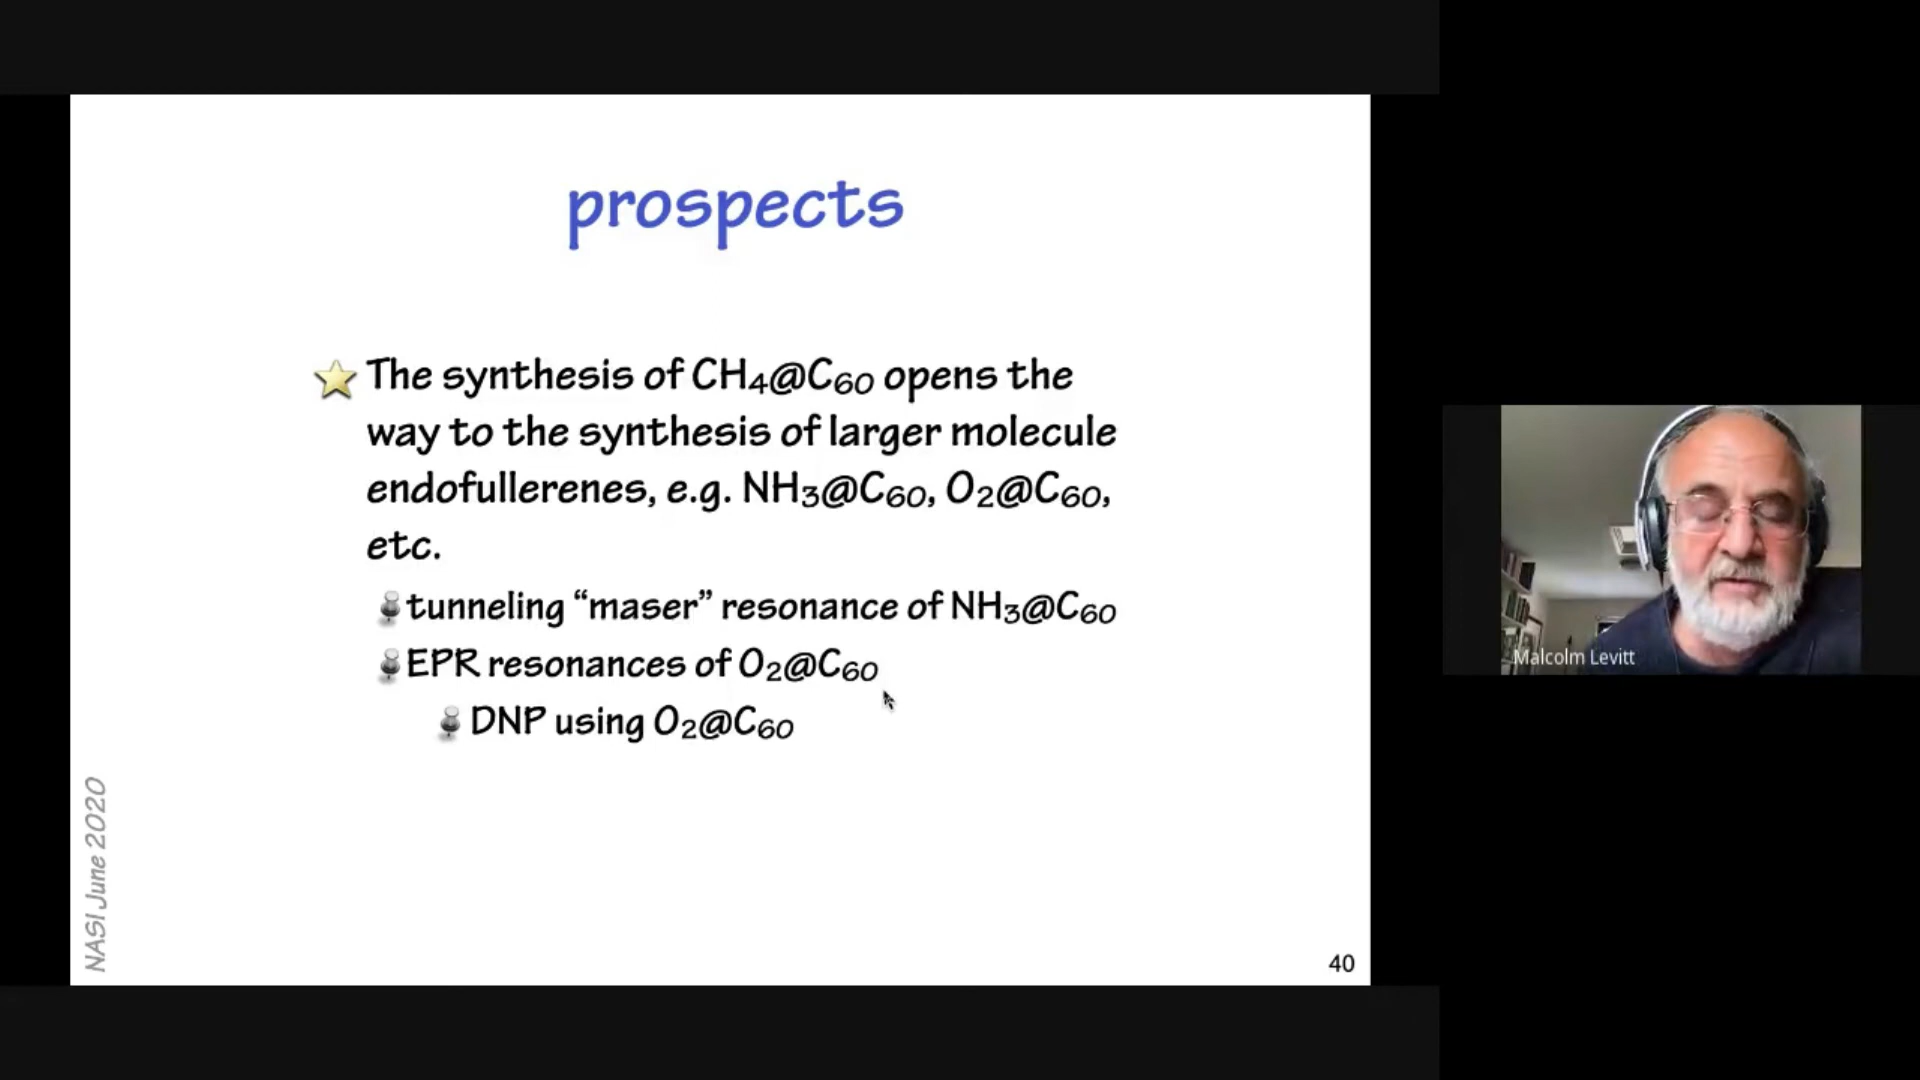 prospects
The synthesis of CH₄@C₆₀ opens the
way to the synthesis of larger molecule
endofullerenes, e.g. NH₃@C₆₀, O₂@C₆₀,
etc.
tunneling “maser” resonance of NH₃@C₆₀
EPR resonances of O₂@C₆₀
DNP using O₂@C₆₀
NASI June 2020
40
Malcolm Levitt